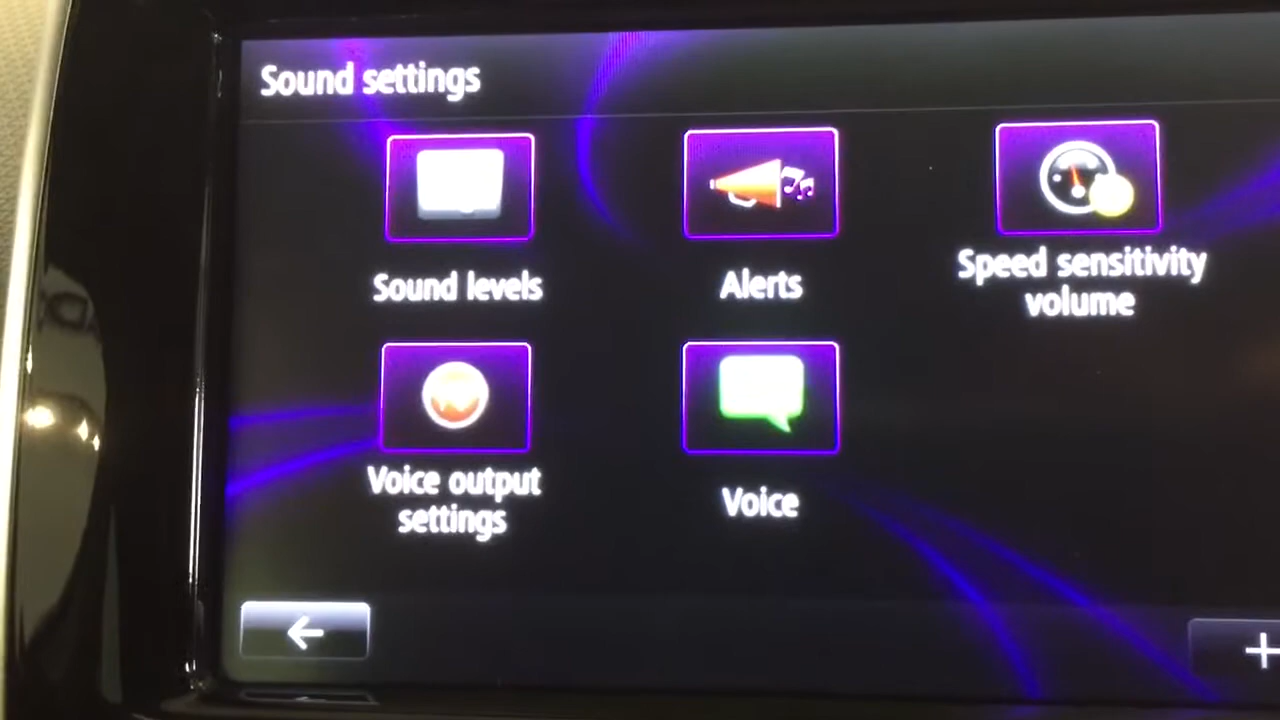 Sound settings
Sound levels
Alerts
Speed sensitivity
volume
Voice output
settings
Voice